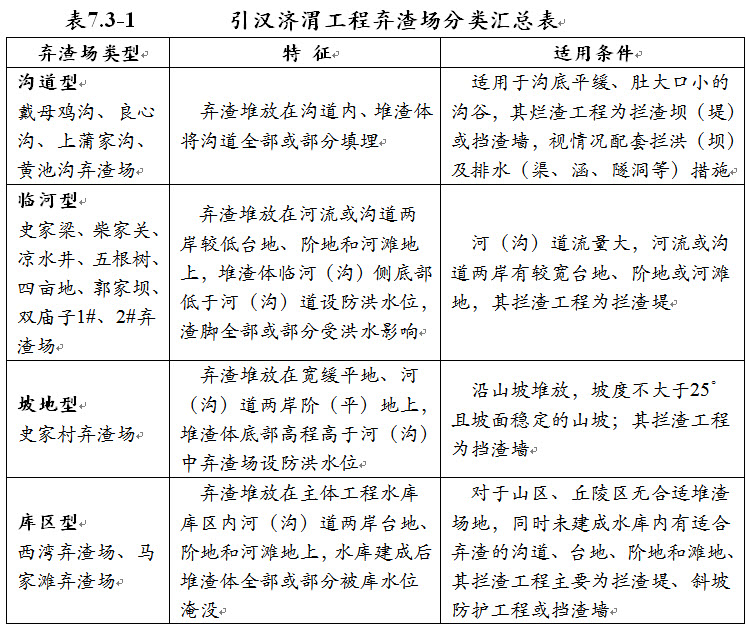 表7.3-1 引汉济渭工程弃渣场分类汇总表
弃渣场类型 特 征 适用条件
沟道型
戴母鸡沟、良心
沟、上蒲家沟、
黄池沟弃渣场
弃渣堆放在沟道内、堆渣体
将沟道全部或部分填埋
适用于沟底平缓、肚大口小的
沟谷，其烂渣工程为拦渣坝（堤）
或挡渣墙，视情况配套拦洪（坝）
及排水（渠、涵、隧洞等）措施
临河型
史家梁、柴家关、
凉水井、五根树、
四亩地、郭家坝、
双庙子1#、2#弃
渣场
弃渣堆放在河流或沟道两
岸较低台地、阶地和河滩地
上，堆渣体临河（沟）侧底部
低于河（沟）道设防洪水位，
渣脚全部或部分受洪水影响
河（沟）道流量大，河流或沟
道两岸有较宽台地、阶地或河滩
地，其拦渣工程为拦渣堤
坡地型
史家村弃渣场
弃渣堆放在宽缓平地、河
（沟）道两岸阶（平）地上，
堆渣体底部高程高于河（沟）
中弃渣场设防洪水位
沿山坡堆放，坡度不大于25°
且坡面稳定的山坡；其拦渣工程
为挡渣墙
库区型
西湾弃渣场、马
家滩弃渣场
弃渣堆放在主体工程水库
库区内河（沟）道两岸台地、
阶地和河滩地上，水库建成后
堆渣体全部或部分被库水位
淹没
对于山区、丘陵区无合适堆渣
场地，同时未建成水库内有适合
弃渣的沟道、台地、阶地和滩地、
其拦渣工程主要为拦渣堤、斜坡
防护工程或挡渣墙